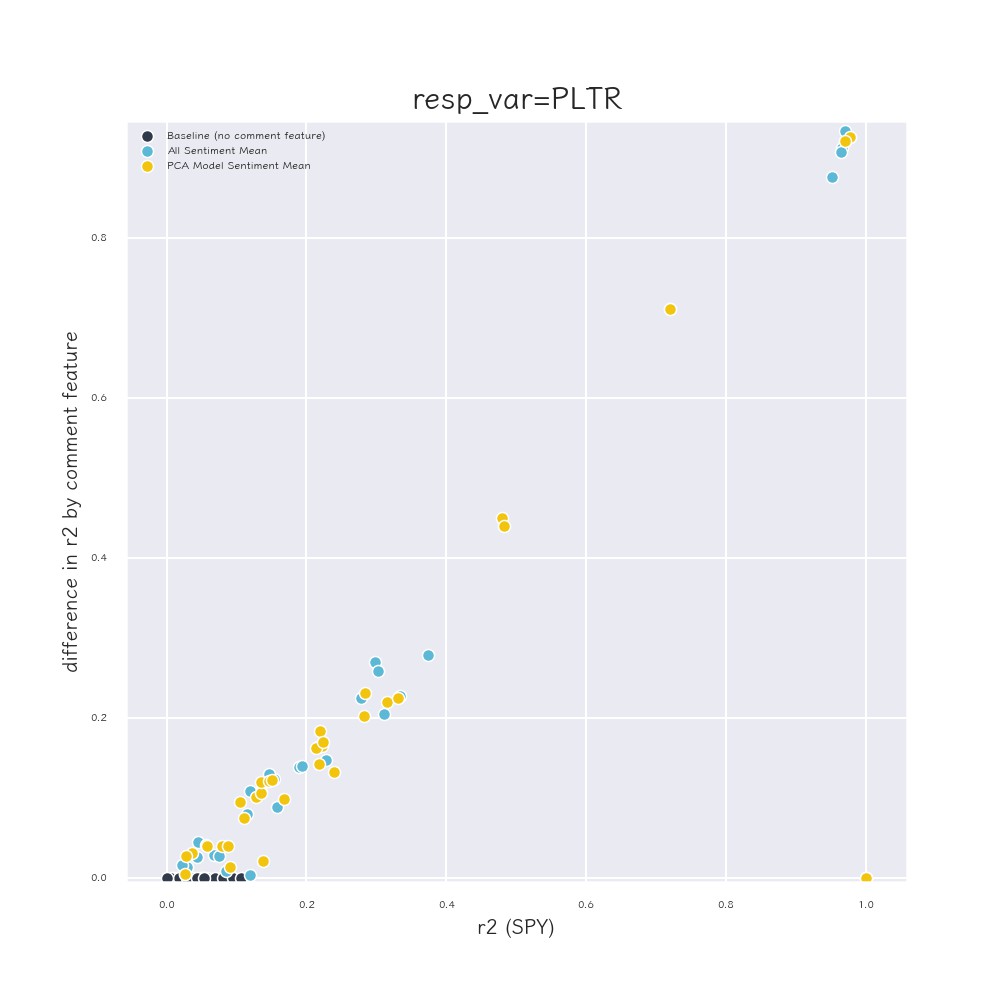 resp_var=PLTR
Baseline (no comment feature)
All Sentiment Mean
PCA Model Sentiment Mean
difference in r2 by comment feature
0.8
0.6
0.4
0.2
0.0
0.0 0.2 0.4 0.6 0.8 1.0
r2 (SPY)